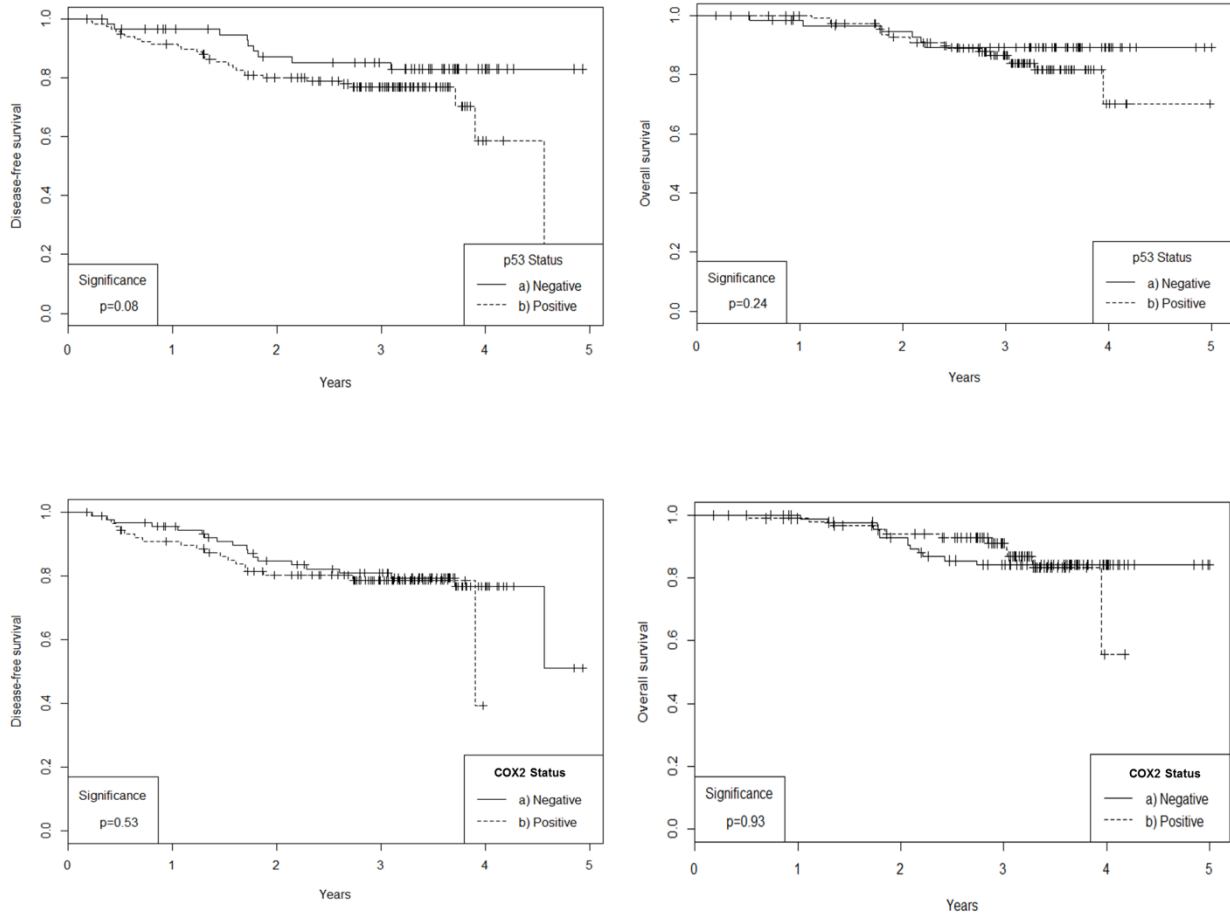 Disease-free survival
1.0
0.8
0.6
0.4
0.2
0.0
Significance
p=0.08
p53 Status
a) Negative
b) Positive
0 1 2 3 4 5
Years
Overall survival
1.0
0.8
0.6
0.4
0.2
0.0
Significance
p=0.24
p53 Status
a) Negative
b) Positive
0 1 2 3 4 5
Years
Disease-free survival
1.0
0.8
0.6
0.4
0.2
0.0
Significance
p=0.53
COX2 Status
a) Negative
b) Positive
0 1 2 3 4 5
Years
Overall survival
1.0
0.8
0.6
0.4
0.2
0.0
Significance
p=0.93
COX2 Status
a) Negative
b) Positive
0 1 2 3 4 5
Years